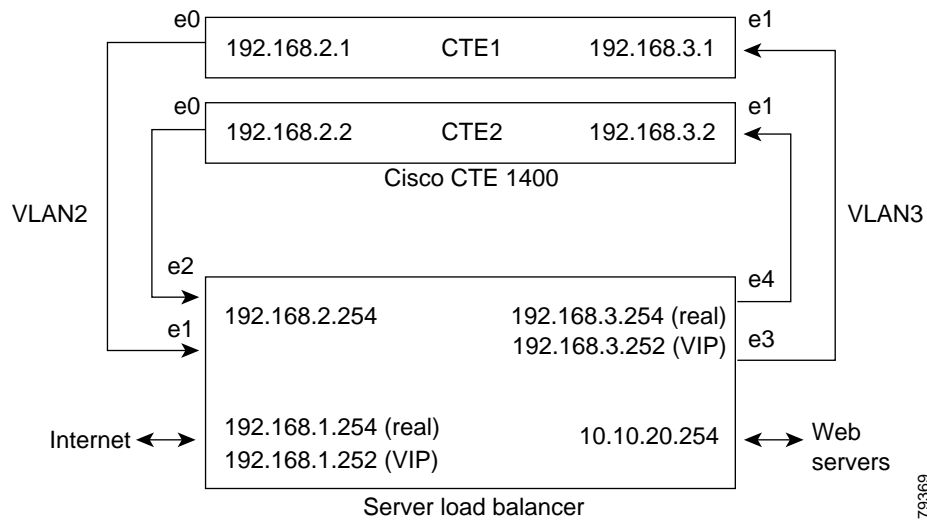 e0
e1
192.168.2.1
CTE1
192.168.3.1
e0
e1
192.168.2.2
CTE2
192.168.3.2
Cisco CTE 1400
VLAN2
VLAN3
e2
e4
192.168.2.254
192.168.3.254 (real)
e1
192.168.3.252 (VIP)
e3
Internet
192.168.1.254 (real)
192.168.1.252 (VIP)
10.10.20.254
Web
servers
Server load balancer
79369